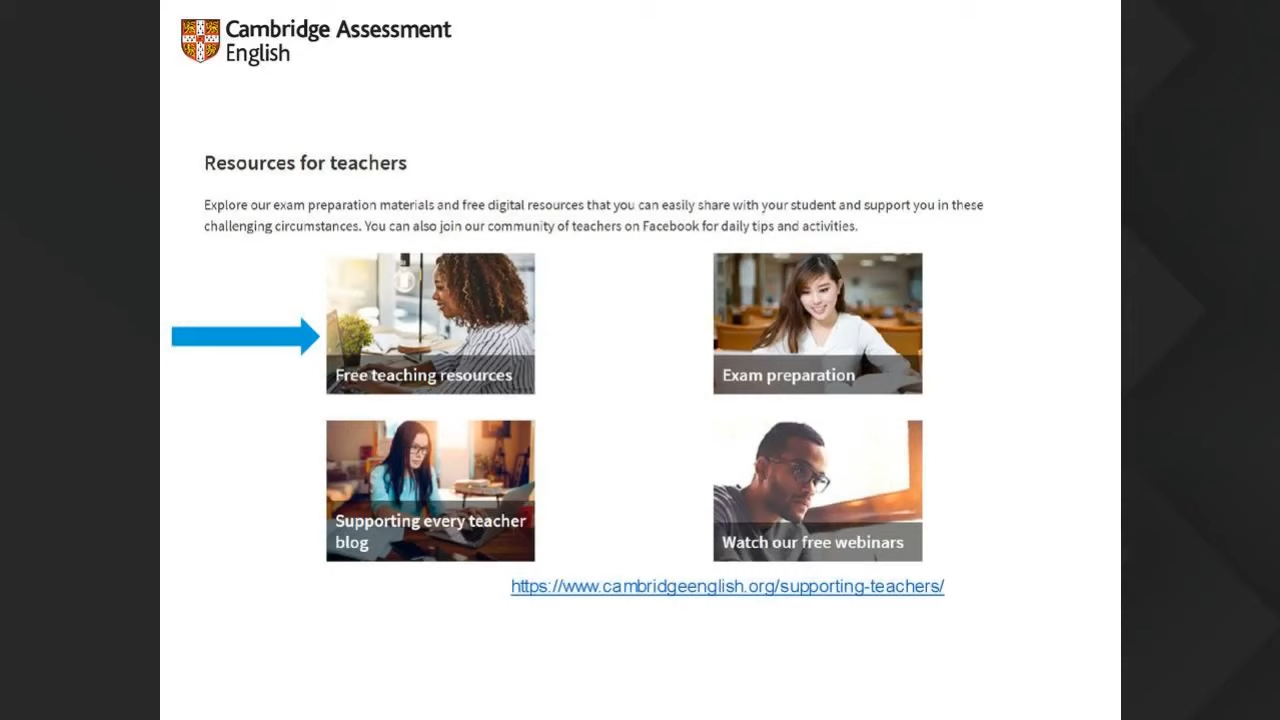 Cambridge Assessment
English
Resources for teachers
Explore our exam preparation materials and free digital resources that you can easily share with your student and support you in these
challenging circumstances. You can also join our community of teachers on Facebook for daily tips and activities.
Free teaching resources
Exam preparation
Supporting every teacher
blog
Watch our free webinars
https://www.cambridgeenglish.org/supporting-teachers/